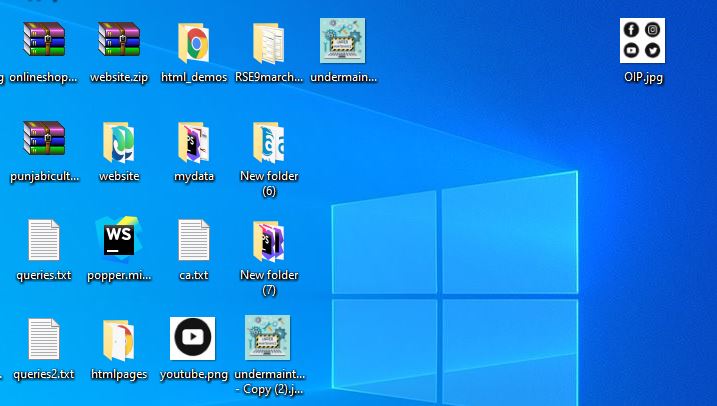 g onlineshop...
website.zip
html_demos
RSE9march...
undermain...
OIP.jpg
punjabicult...
website
mydata
New folder
(6)
queries.txt
WS
popper.mi...
ca.txt
New folder
(7)
queries2.txt
htmlpages
youtube.png
undermaint...
- Copy (2).j...